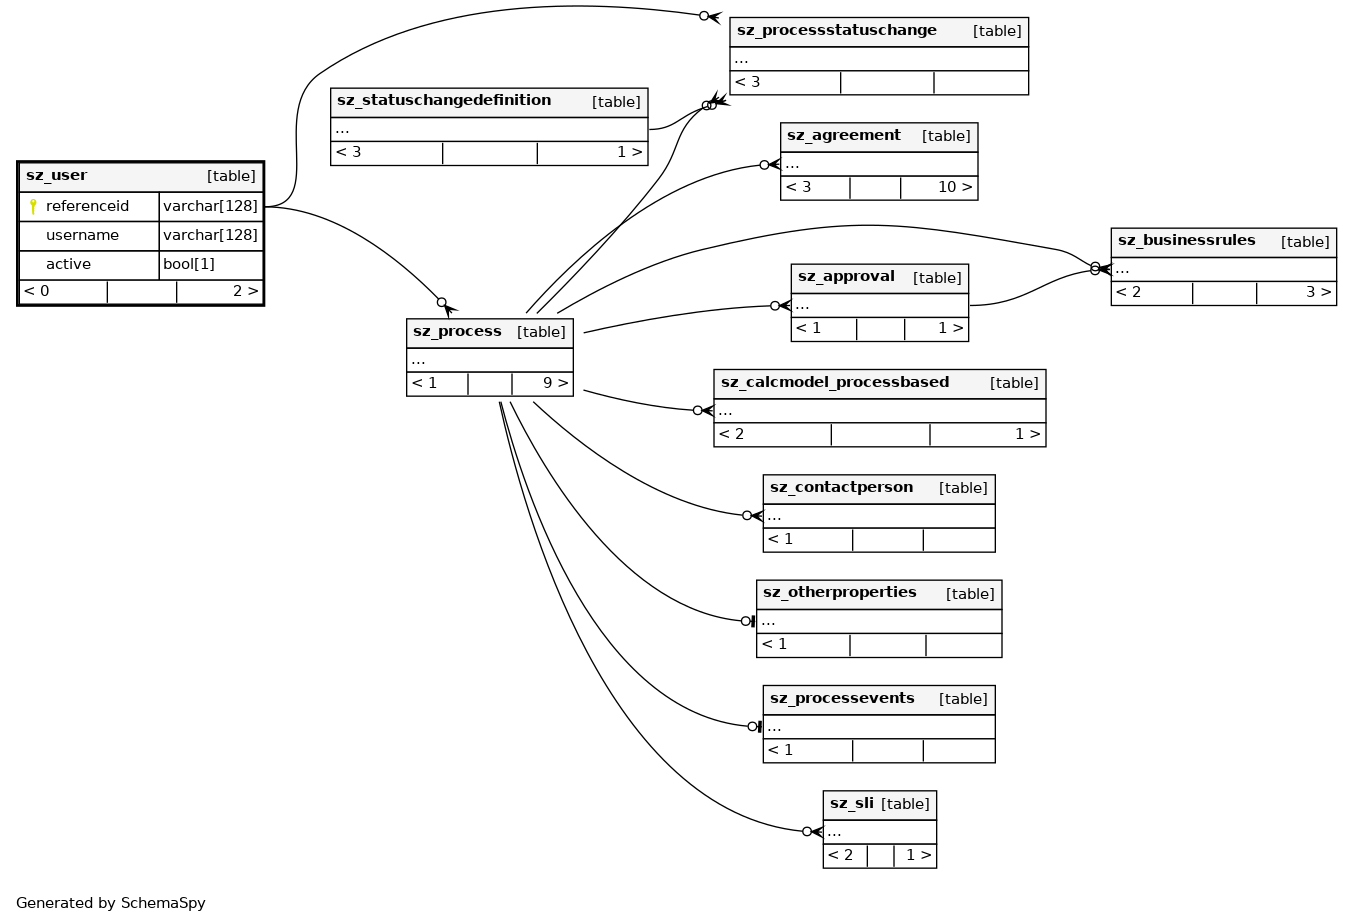 sz_processstatuschange [table]
...
< 3
sz_statuschangedefinition [table]
...
< 3 1 >
sz_agreement [table]
...
< 3 10 >
sz_user [table]
referenceid varchar[128]
username varchar[128]
active bool[1]
< 0 2 >
sz_businessrules [table]
...
< 2 3 >
sz_approval [table]
...
< 1 1 >
sz_process [table]
...
< 1 9 >
sz_calcmodel_processbased [table]
...
< 2 1 >
sz_contactperson [table]
...
< 1
sz_otherproperties [table]
...
< 1
sz_processevents [table]
...
< 1
sz_sli [table]
...
< 2 1 >
Generated by SchemaSpy